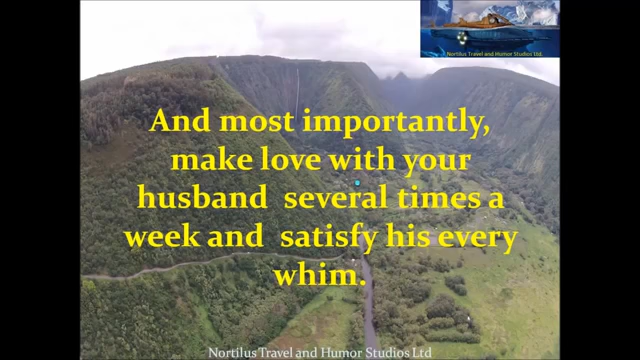 Nortilus Travel and Humor Studios Ltd.
And most importantly,
make love with your
husband several times a
week and satisfy his every
whim.
Nortilus Travel and Humor Studios Ltd